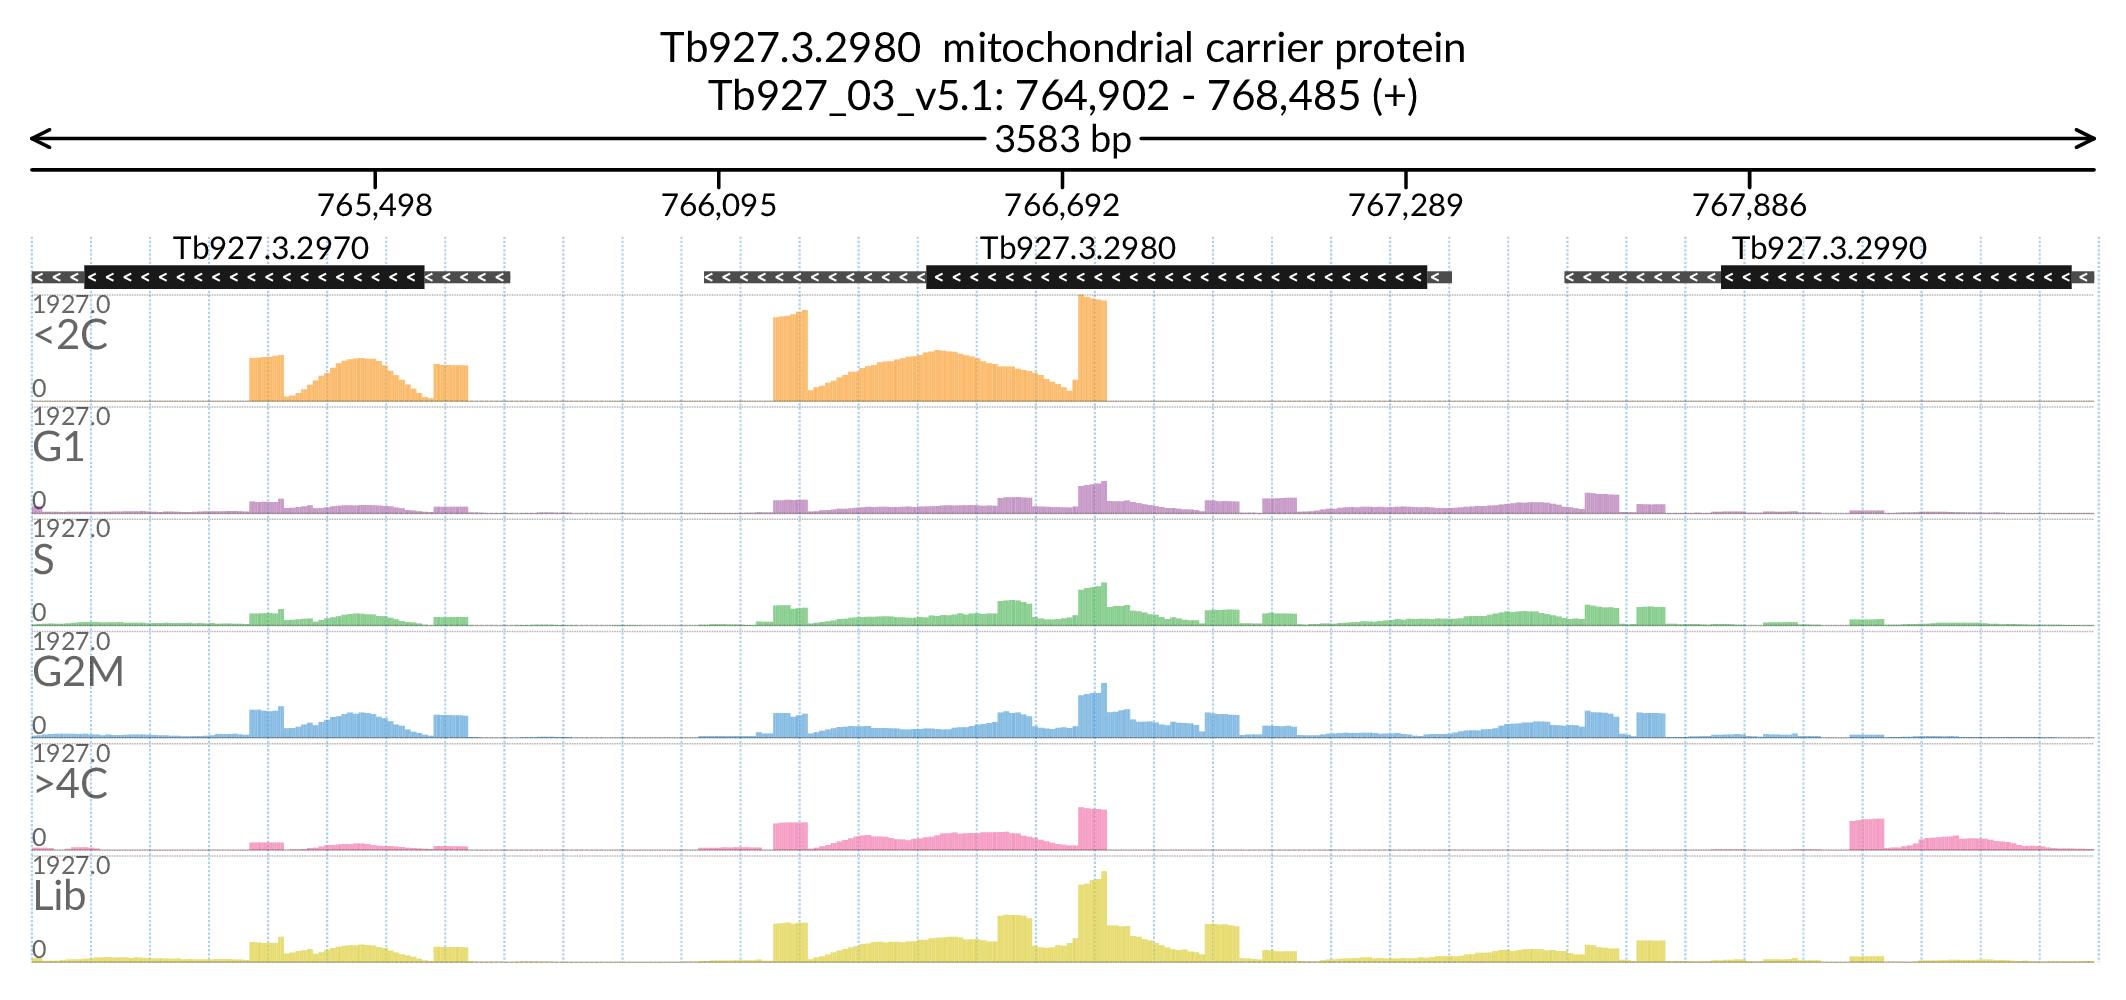 Tb927.3.2980  mitochondrial carrier protein
Tb927_03_v5.1: 764,902 - 768,485 (+)
3583 bp
765,498 766,095 766,692 767,289 767,886
Tb927.3.2970 Tb927.3.2980 Tb927.3.2990
1927.0
<2C
0
1927.0
G1
0
1927.0
S
0
1927.0
G2M
0
1927.0
>4C
0
1927.0
Lib
0